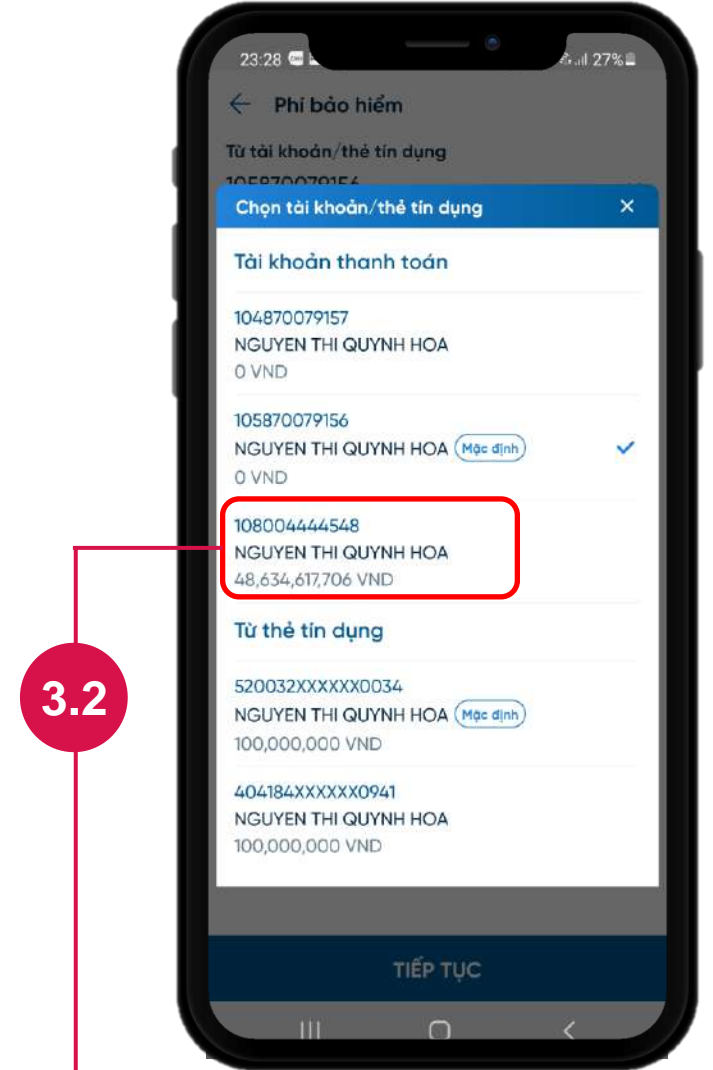 23:28
27%
Phí bảo hiểm
Từ tài khoản/thẻ tín dụng
105870079156
Chọn tài khoản/thẻ tín dụng
Tài khoản thanh toán
104870079157
NGUYEN THI QUYNH HOA
0 VND
105870079156
NGUYEN THI QUYNH HOA Mặc định
0 VND
108004444548
NGUYEN THI QUYNH HOA
48,634,617,706 VND
Từ thẻ tín dụng
3.2
520032XXXXXX0034
NGUYEN THI QUYNH HOA Mặc định
100,000,000 VND
404184XXXXXX0941
NGUYEN THI QUYNH HOA
100,000,000 VND
TIẾP TỤC